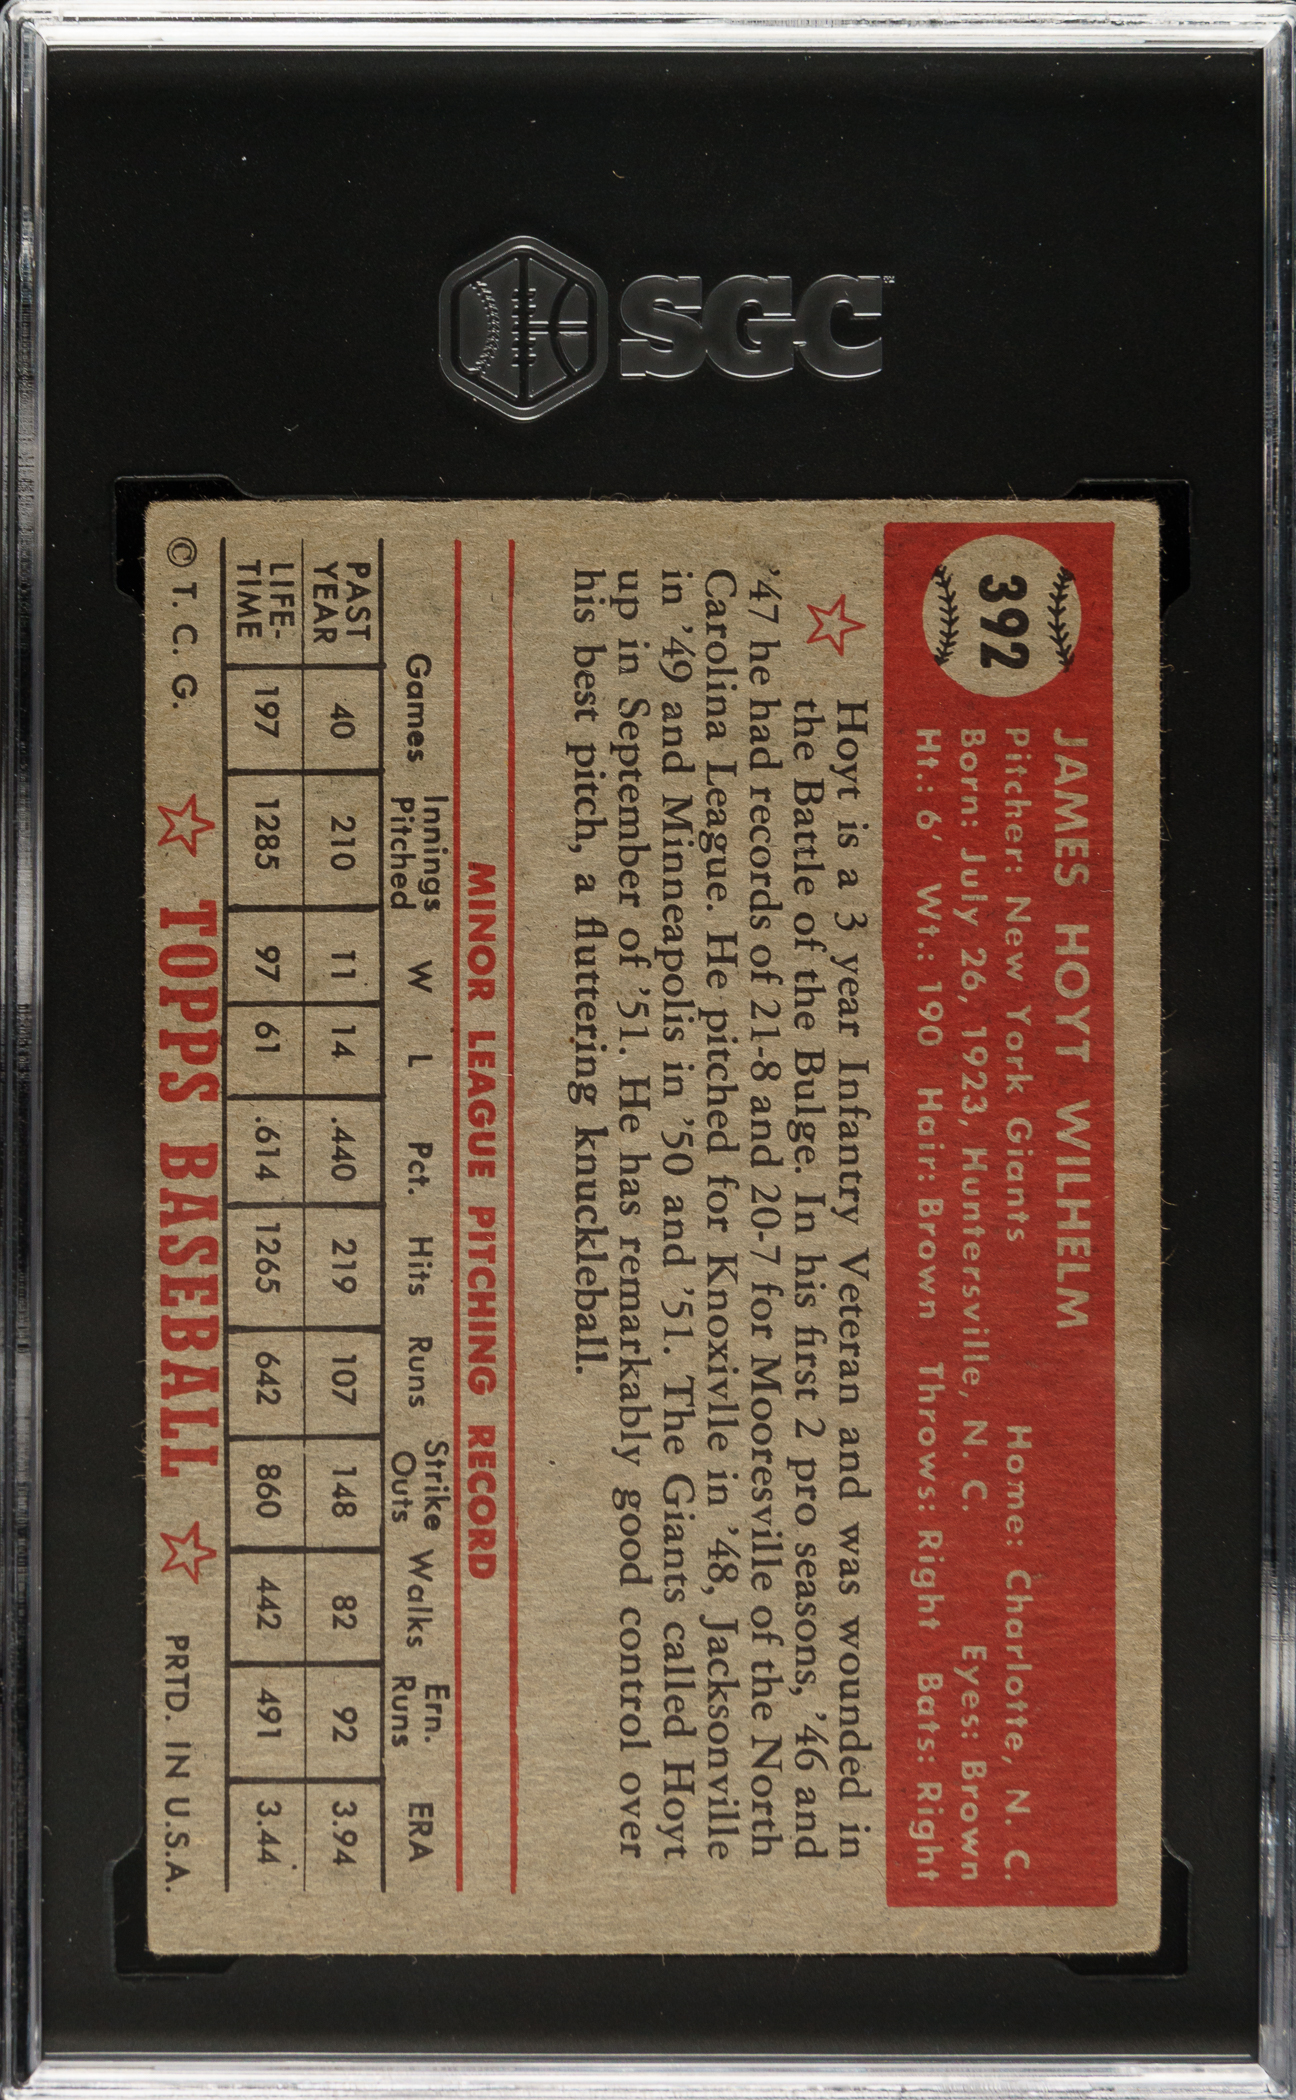 SGC
392
JAMES HOYT WILHELM
Pitcher: New York Giants Home: Charlotte, N. C.
Born: July 26, 1923, Huntersville, N. C. Eyes: Brown
Ht.: 6′ Wt.: 190 Hair: Brown Throws: Right Bats: Right
Hoyt is a 3 year Infantry Veteran and was wounded in
the Battle of the Bulge. In his first 2 pro seasons, ’46 and
’47 he had records of 21-8 and 20-7 for Mooresville of the North
Carolina League. He pitched for Knoxivlle in ’48, Jacksonville
in ’49 and Minneapolis in ’50 and ’51. The Giants called Hoyt
up in September of ’51. He has remarkably good control over
his best pitch, a fluttering knuckleball.
MINOR LEAGUE PITCHING RECORD
Games Innings Pitched W L Pct. Hits Runs Strike Outs Walks Ern. Runs ERA
PAST YEAR 40 210 11 14 .440 219 107 148 82 92 3.94
LIFE-TIME 197 1285 97 61 .614 1265 642 860 442 491 3.44
© T. C. G. TOPPS BASEBALL PRTD. IN U.S.A.